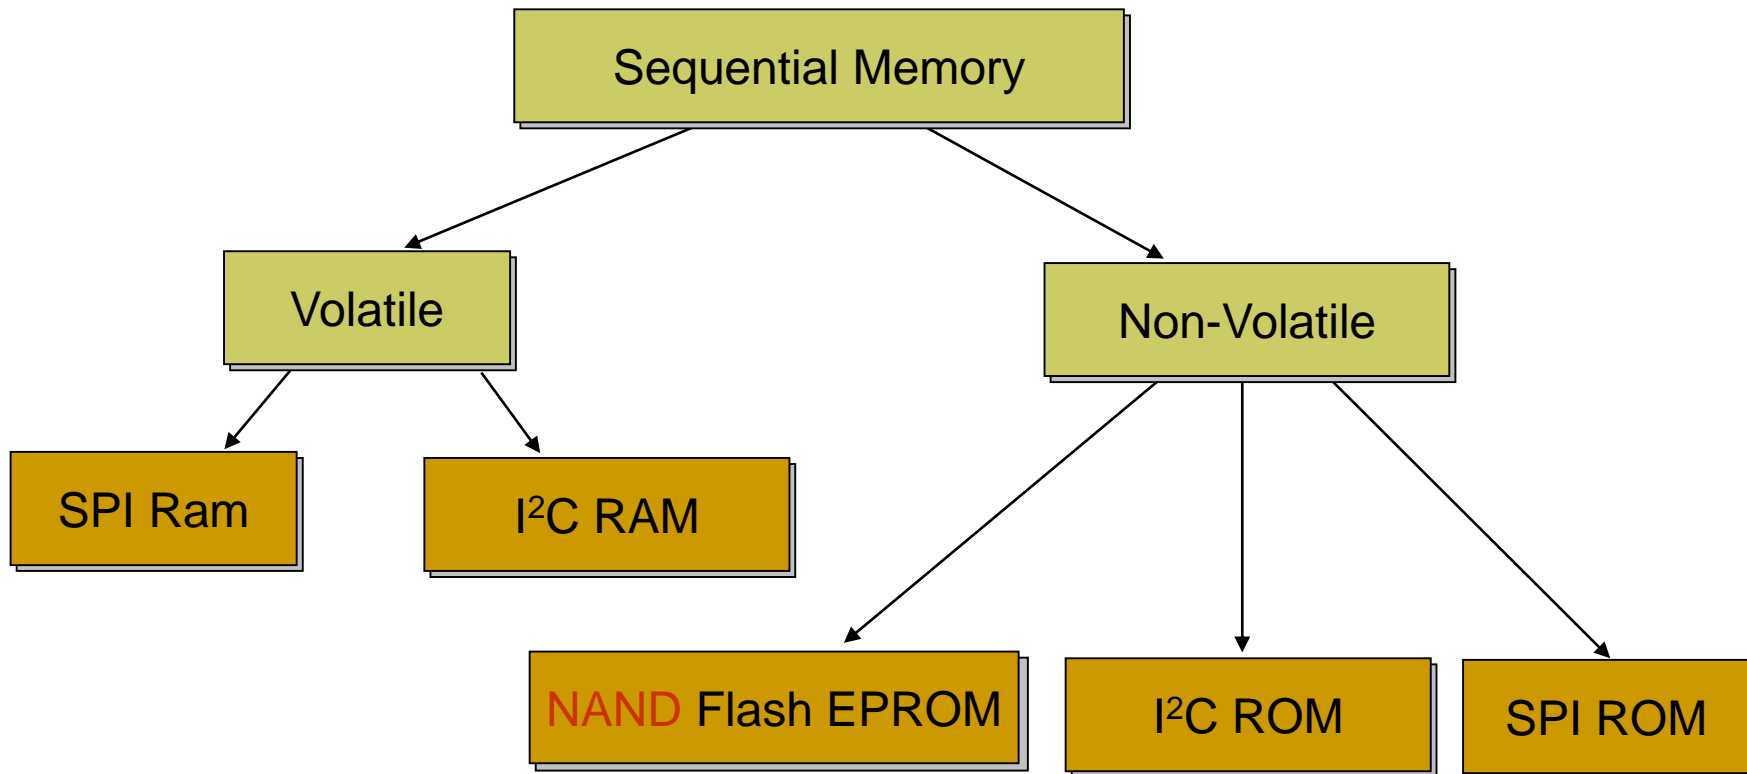 Sequential Memory
Volatile
Non-Volatile
SPI Ram
I²C RAM
NAND Flash EPROM
I²C ROM
SPI ROM